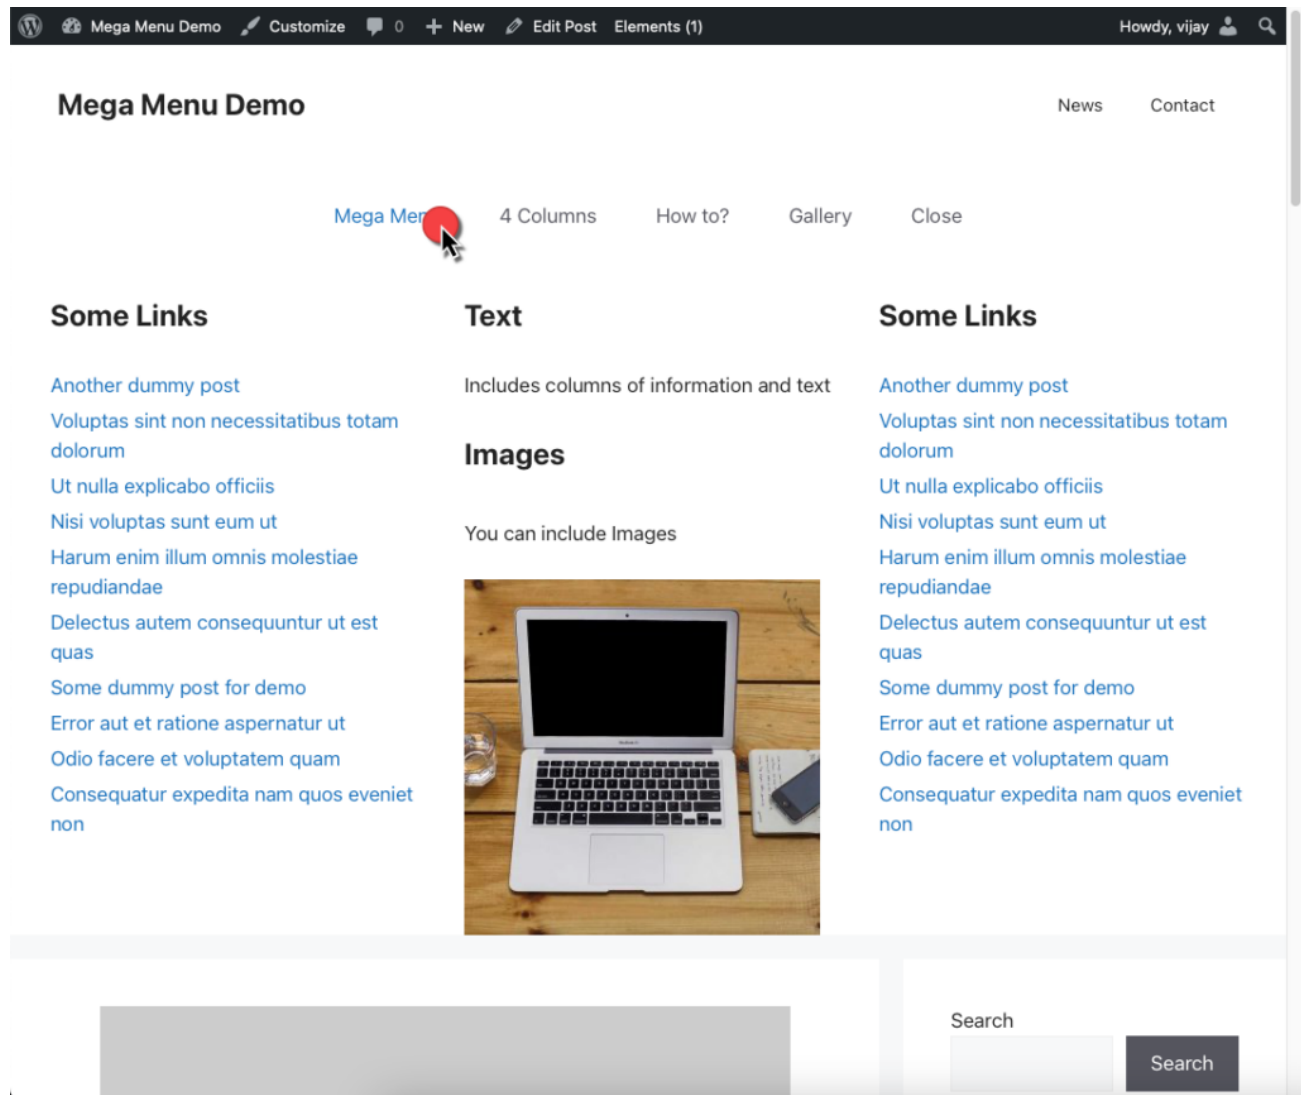 Mega Menu Demo Customize 0 New Edit Post Elements (1) Howdy, vijay
Mega Menu Demo
News Contact
Mega 4 Columns How to? Gallery Close
Some Links
Another dummy post
Voluptas sint non necessitatibus totam
dolorum
Ut nulla explicabo officiis
Nisi voluptas sunt eum ut
Harum enim illum omnis molestiae
repudiandae
Delectus autem consequuntur ut est
quas
Some dummy post for demo
Error aut et ratione aspernatur ut
Odio facere et voluptatem quam
Consequatur expedita nam quos eveniet
non
Text
Includes columns of information and text
Images
You can include Images
Some Links
Another dummy post
Voluptas sint non necessitatibus totam
dolorum
Ut nulla explicabo officiis
Nisi voluptas sunt eum ut
Harum enim illum omnis molestiae
repudiandae
Delectus autem consequuntur ut est
quas
Some dummy post for demo
Error aut et ratione aspernatur ut
Odio facere et voluptatem quam
Consequatur expedita nam quos eveniet
non
Search
Search